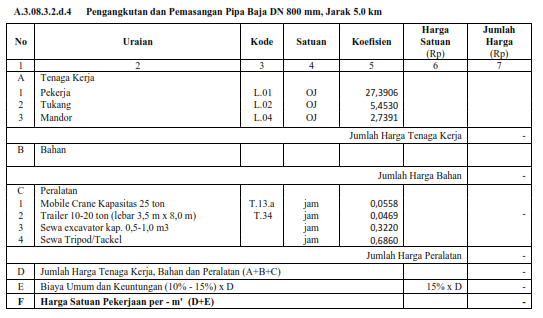 A.3.08.3.2.d.4 Pengangkutan dan Pemasangan Pipa Baja DN 800 mm, Jarak 5.0 km
No Uraian Kode Satuan Koefisien Harga Satuan (Rp) Jumlah Harga (Rp)
1 2 3 4 5 6 7
A Tenaga Kerja
1 Pekerja L.01 OJ 27,3906
2 Tukang L.02 OJ 5,4530
3 Mandor L.04 OJ 2,7391
Jumlah Harga Tenaga Kerja -
B Bahan
Jumlah Harga Bahan -
C Peralatan
1 Mobile Crane Kapasitas 25 ton T.13.a jam 0,0558
2 Trailer 10-20 ton (lebar 3,5 m x 8,0 m) T.34 jam 0,0469 -
3 Sewa excavator kap. 0,5-1,0 m3 jam 0,3220
4 Sewa Tripod/Tackel jam 0,6860
Jumlah Harga Peralatan -
D Jumlah Harga Tenaga Kerja, Bahan dan Peralatan (A+B+C) -
E Biaya Umum dan Keuntungan (10% - 15%) x D 15% x D -
F Harga Satuan Pekerjaan per - m' (D+E) -